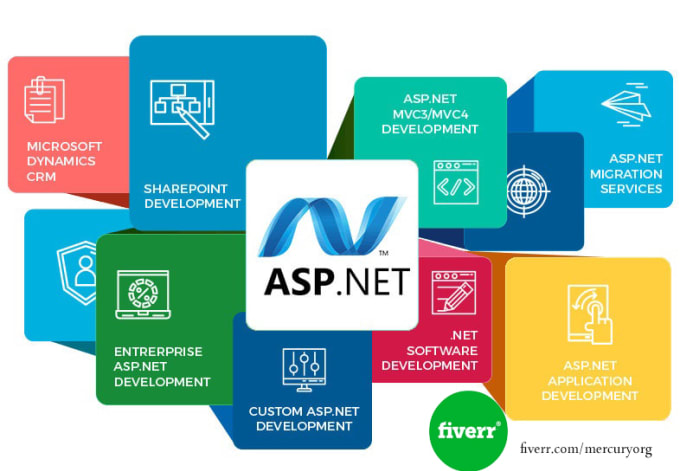 MICROSOFT
DYNAMICS
CRM
SHAREPOINT
DEVELOPMENT
ASP.NET
MVC3/MVC4
DEVELOPMENT
ASP.NET
MIGRATION
SERVICES
TM
ASP.NET
ENTRERPRISE
ASP.NET
DEVELOPMENT
.NET
SOFTWARE
DEVELOPMENT
ASP.NET
APPLICATION
DEVELOPMENT
CUSTOM ASP.NET
DEVELOPMENT
fiverr®
fiverr.com/mercuryorg